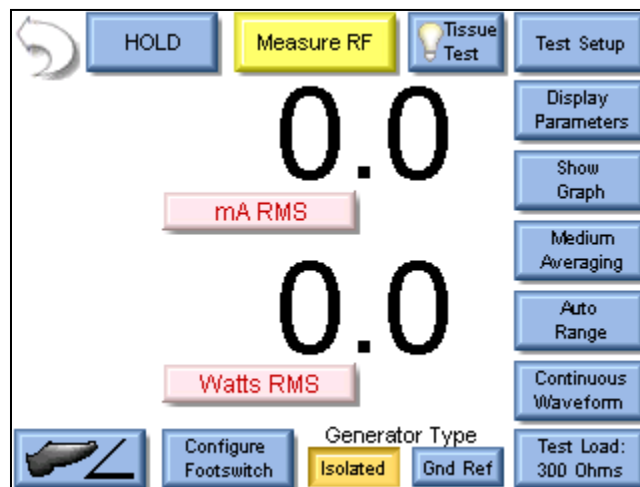 HOLD
Measure RF
Tissue
Test
Test Setup
0.0
mA RMS
0.0
Watts RMS
Display
Parameters
Show
Graph
Medium
Averaging
Auto
Range
Continuous
Waveform
Configure
Footswitch
Generator Type
Isolated
Gnd Ref
Test Load:
300 Ohms